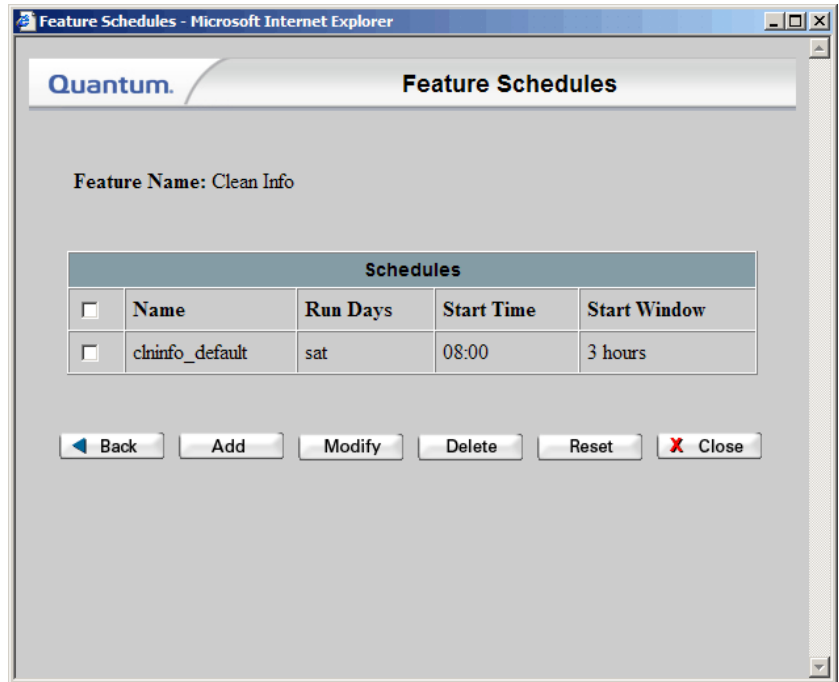 Feature Schedules - Microsoft Internet Explorer
Quantum. Feature Schedules
Feature Name: Clean Info
Schedules
Name Run Days Start Time Start Window
clninfo_default sat 08:00 3 hours
Back Add Modify Delete Reset X Close